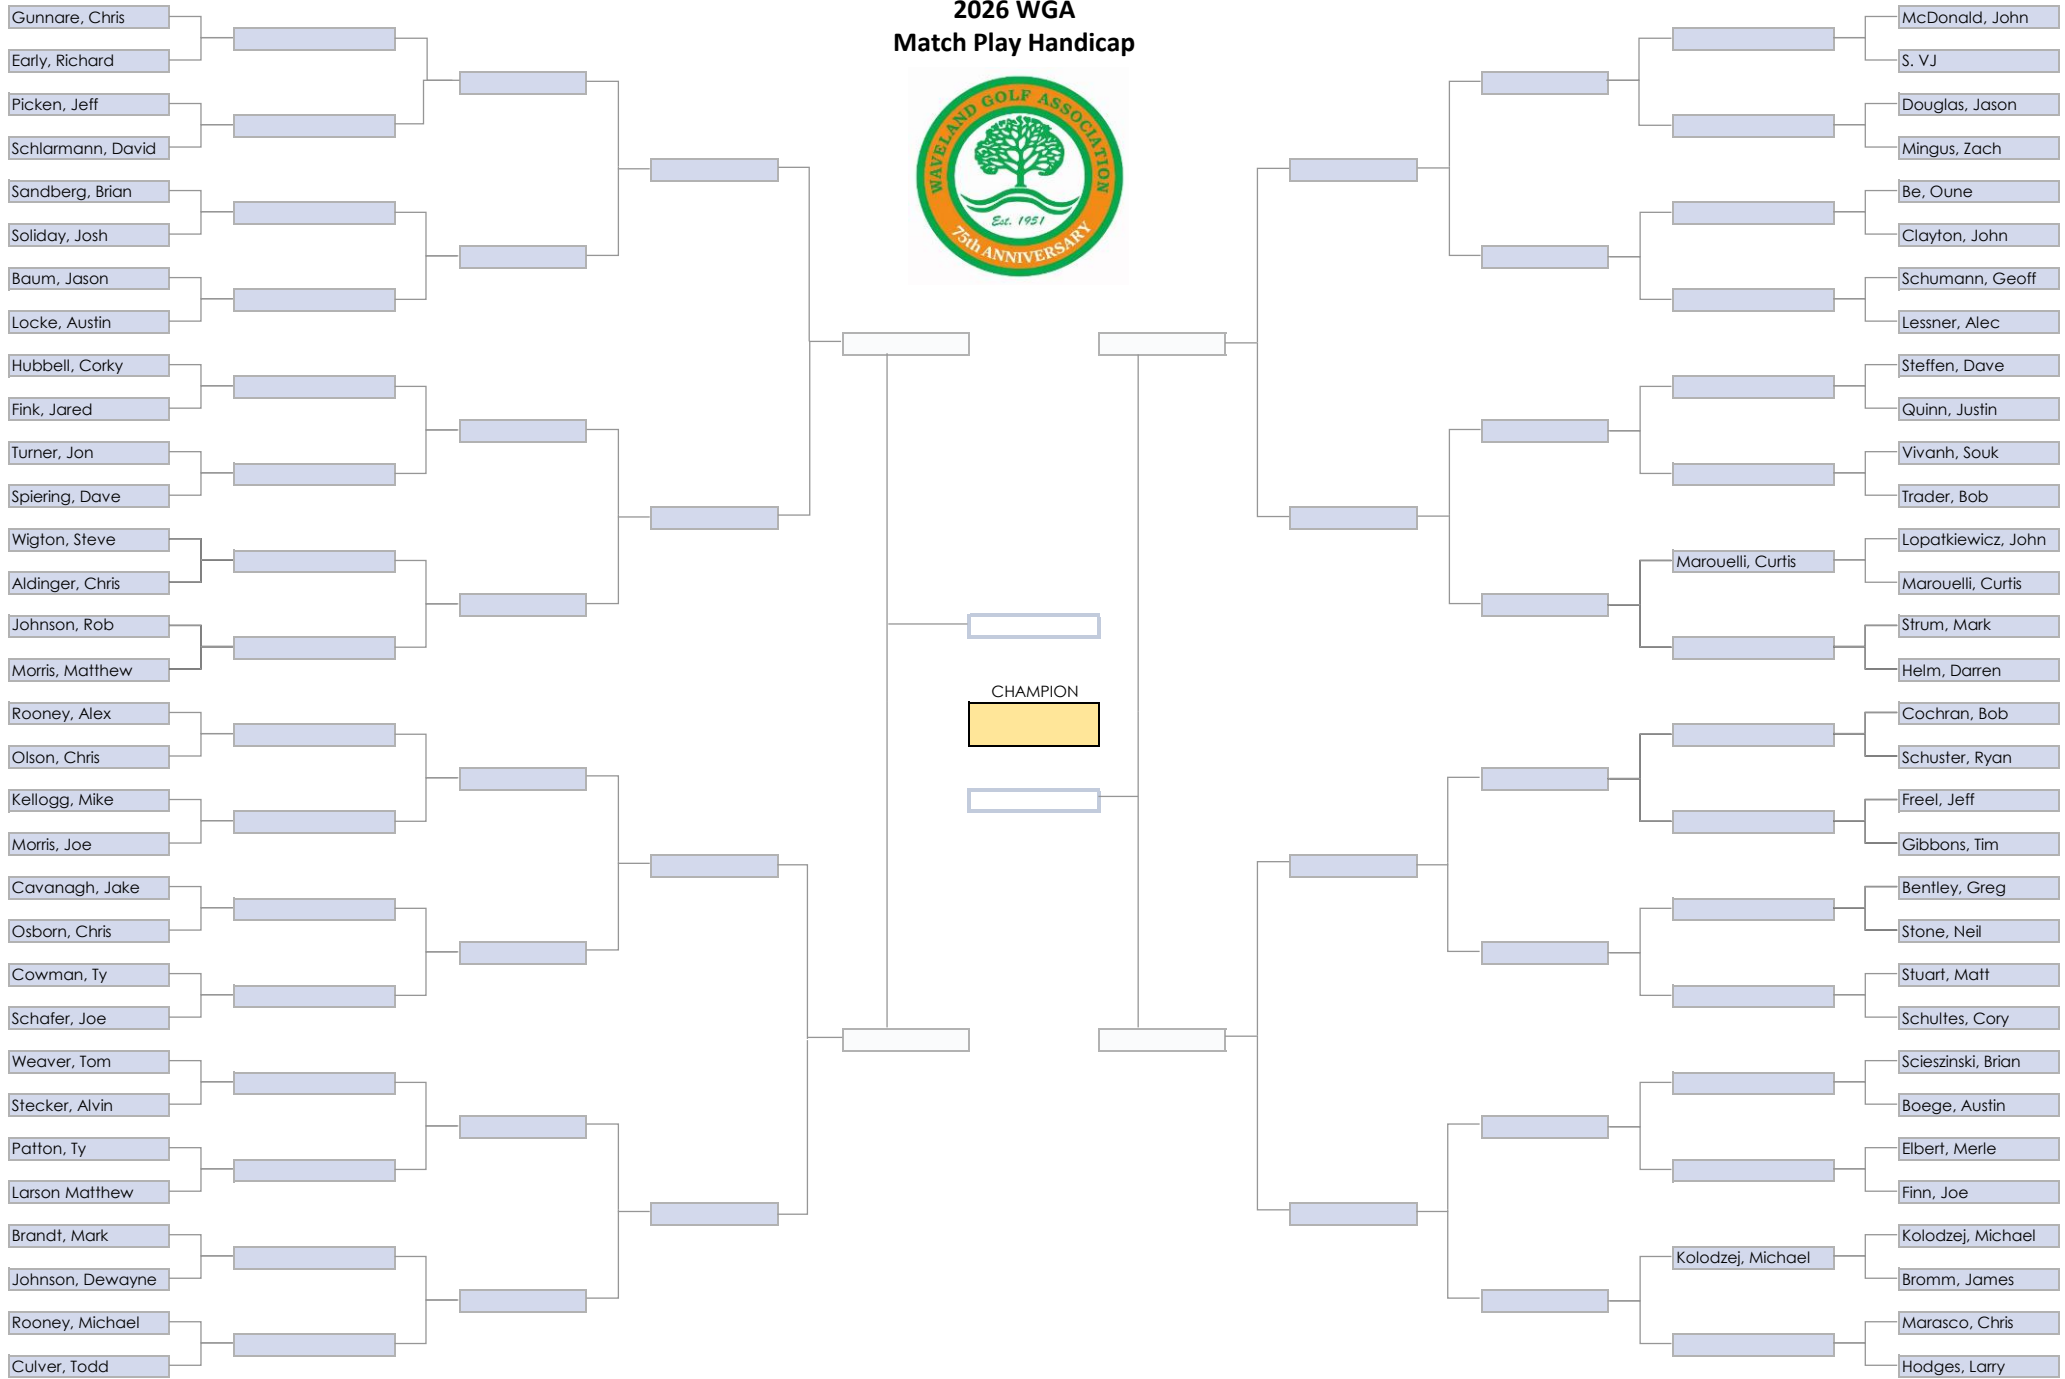 2026 WGA
Match Play Handicap
WAVELAND GOLF ASSOCIATION
Est. 1951
75th ANNIVERSARY
Gunnare, Chris
Early, Richard
Picken, Jeff
Schlarmann, David
Sandberg, Brian
Soliday, Josh
Baum, Jason
Locke, Austin
Hubbell, Corky
Fink, Jared
Turner, Jon
Spiering, Dave
Wigton, Steve
Aldinger, Chris
Johnson, Rob
Morris, Matthew
Rooney, Alex
Olson, Chris
Kellogg, Mike
Morris, Joe
Cavanagh, Jake
Osborn, Chris
Cowman, Ty
Schafer, Joe
Weaver, Tom
Stecker, Alvin
Patton, Ty
Larson Matthew
Brandt, Mark
Johnson, Dewayne
Rooney, Michael
Culver, Todd
CHAMPION
Marouelli, Curtis
Kolodzej, Michael
McDonald, John
S. VJ
Douglas, Jason
Mingus, Zach
Be, Oune
Clayton, John
Schumann, Geoff
Lessner, Alec
Steffen, Dave
Quinn, Justin
Vivanh, Souk
Trader, Bob
Lopatkiewicz, John
Marouelli, Curtis
Strum, Mark
Helm, Darren
Cochran, Bob
Schuster, Ryan
Freel, Jeff
Gibbons, Tim
Bentley, Greg
Stone, Neil
Stuart, Matt
Schultes, Cory
Scieszinski, Brian
Boege, Austin
Elbert, Merle
Finn, Joe
Kolodzej, Michael
Bromm, James
Marasco, Chris
Hodges, Larry